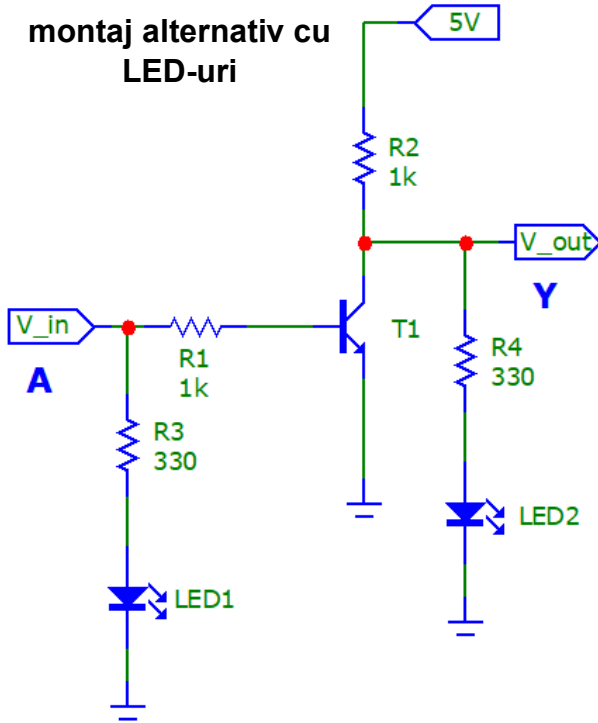 montaj alternativ cu
LED-uri
5V
R2
1k
V_out
Y
V_in
A
R1
1k
T1
R4
330
R3
330
LED2
LED1